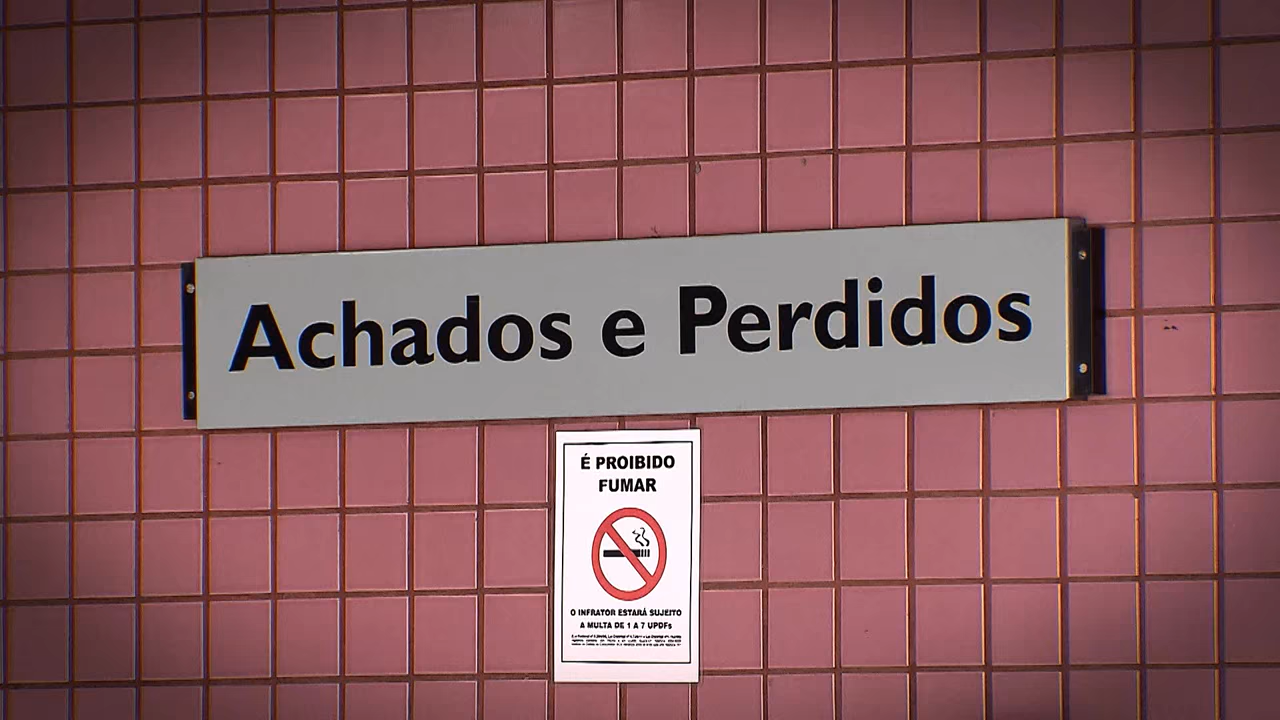 Achados e Perdidos
É PROIBIDO
FUMAR
O INFRATOR ESTARÁ SUJEITO
A MULTA DE 1 A 7 UPDFs